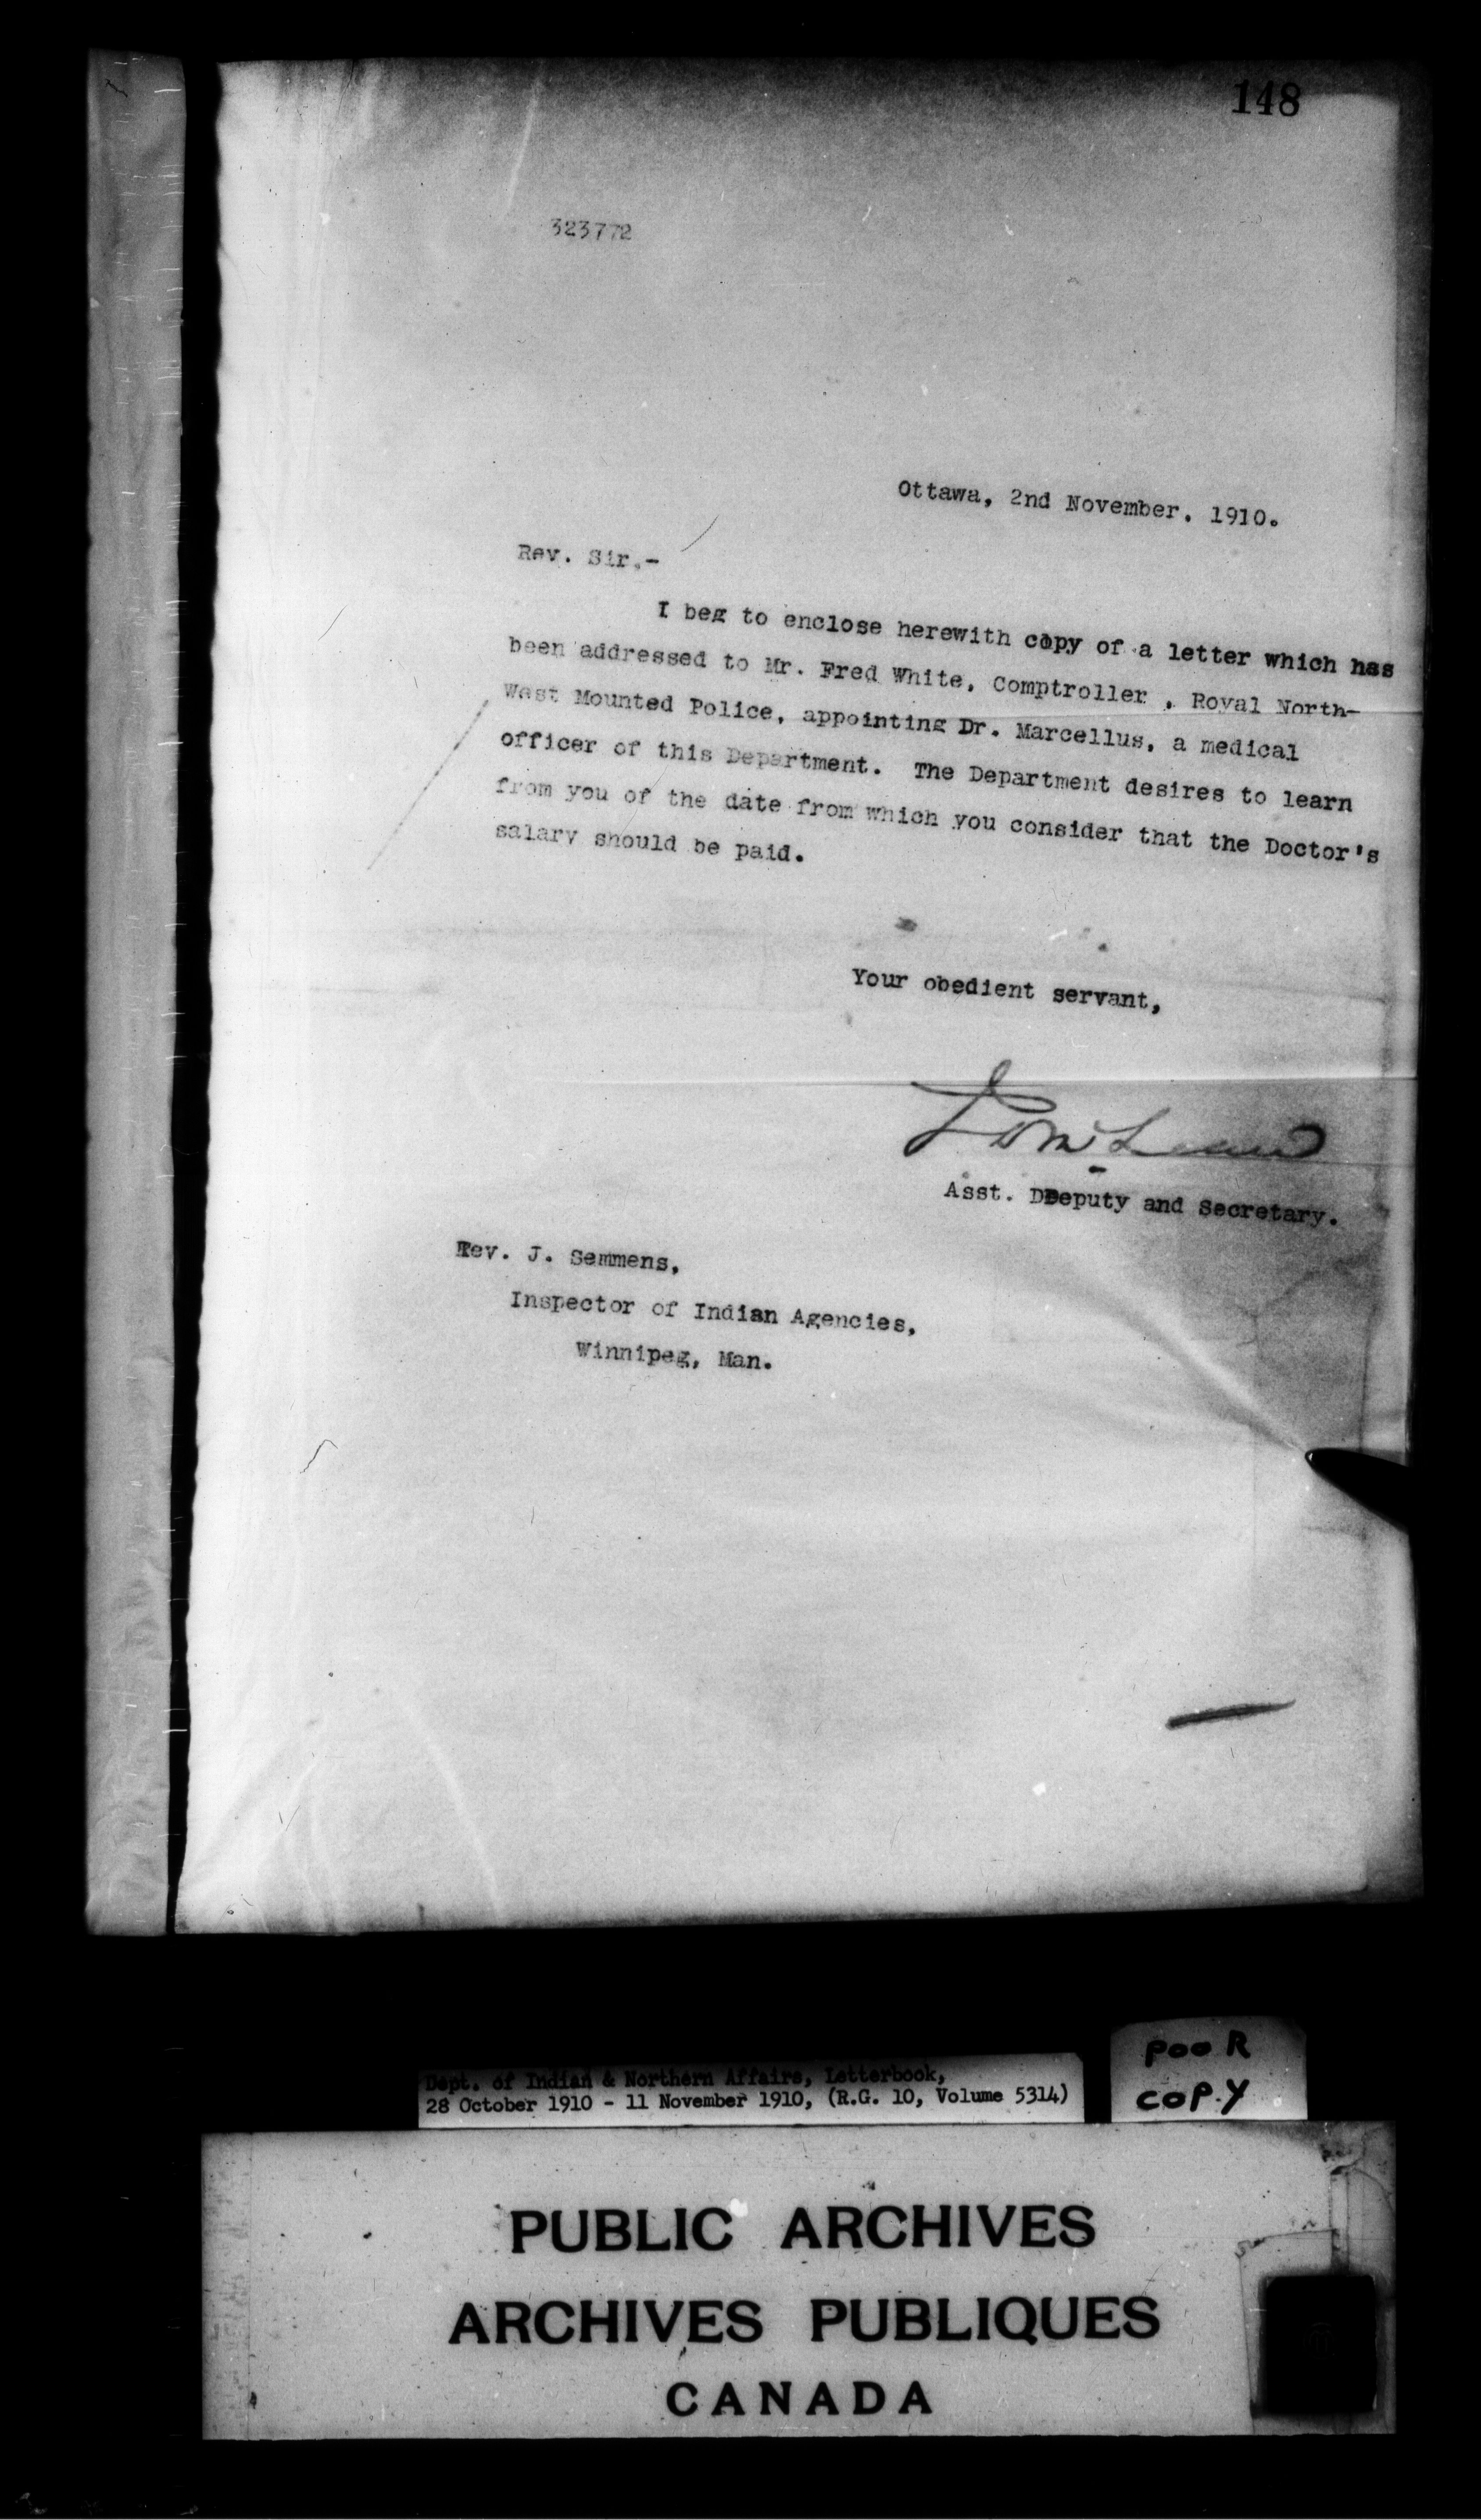 148
323772
Ottawa, 2nd November, 1910.
Rev. Sir,-
I beg to enclose herewith copy of a letter which has
been addressed to Mr. Fred White, Comptroller , Royal North-
West Mounted Police, appointing Dr. Marcellus, a medical
officer of this Department. The Department desires to learn
from you of the date from which you consider that the Doctor's
salary should be paid.
Your obedient servant,
Asst. DDeputy and Secretary.
Rev. J. Semmens,
Inspector of Indian Agencies,
Winnipeg, Man.
Dept. of Indian & Northern Affairs, Letterbook,
28 October 1910 - 11 November 1910, (R.G. 10, Volume 5314)
POOR
COPY
PUBLIC ARCHIVES
ARCHIVES PUBLIQUES
CANADA